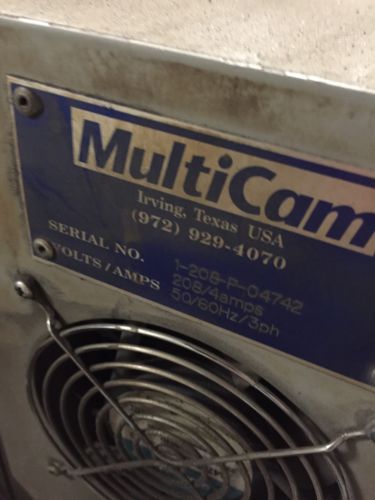 MultiCam
Irving, Texas USA
(972) 929-4070
SERIAL NO. 1-208-P-04742
VOLTS/AMPS 208/4amps
50/60Hz/3ph